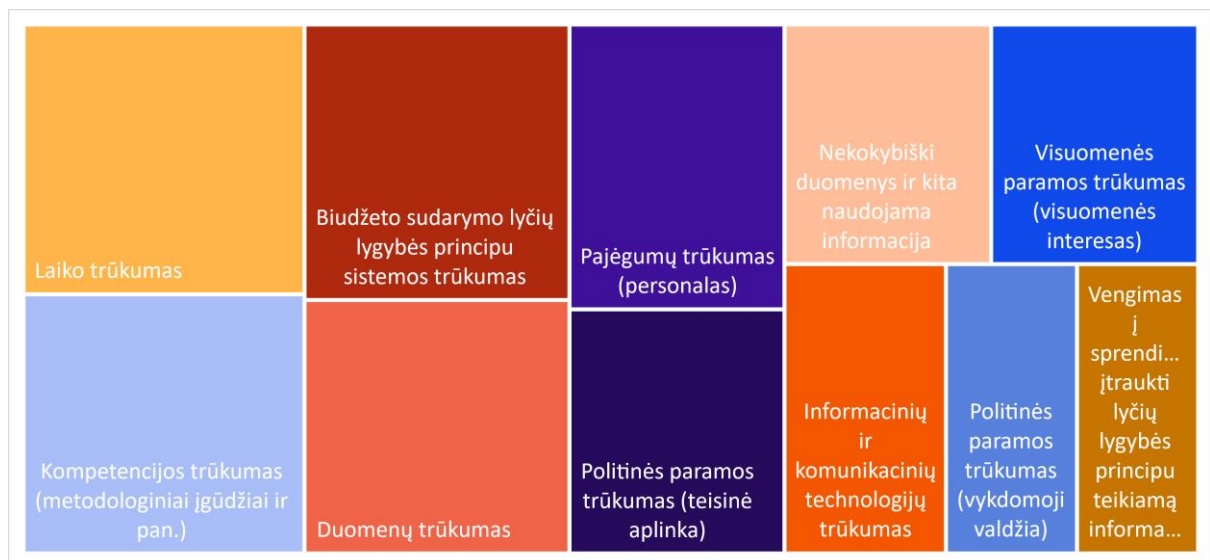 Laiko trūkumas
Kompetencijos trūkumas
(metodologiniai įgūdžiai ir
pan.)
Biudžeto sudarymo lyčių
lygybės principu
sistemos trūkumas
Duomenų trūkumas
Pajėgumų trūkumas
(personalas)
Politinės paramos
trūkumas (teisinė
aplinka)
Nekokybiški
duomenys ir kita
naudojama
informacija
Visuomenės
paramos trūkumas
(visuomenės
interesas)
Informacinių
ir
komunikacinių
technologijų
trūkumas
Politinės
paramos
trūkumas
(vykdomoji
valdžia)
Vengimas
į
sprendi...
įtraukti
lyčių
lygybės
principu
teikiamą
informa...